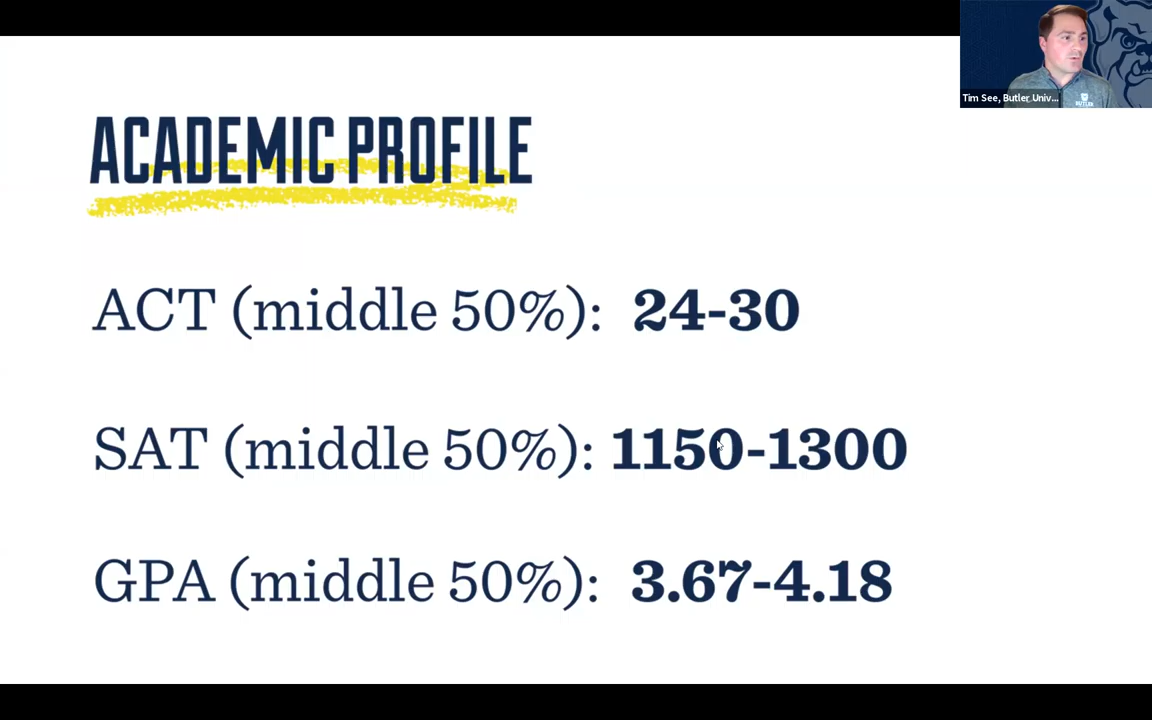 ACADEMIC PROFILE
ACT (middle 50%): 24-30
SAT (middle 50%): 1150-1300
GPA (middle 50%): 3.67-4.18
Tim See, Butler Univ...
BUTLER